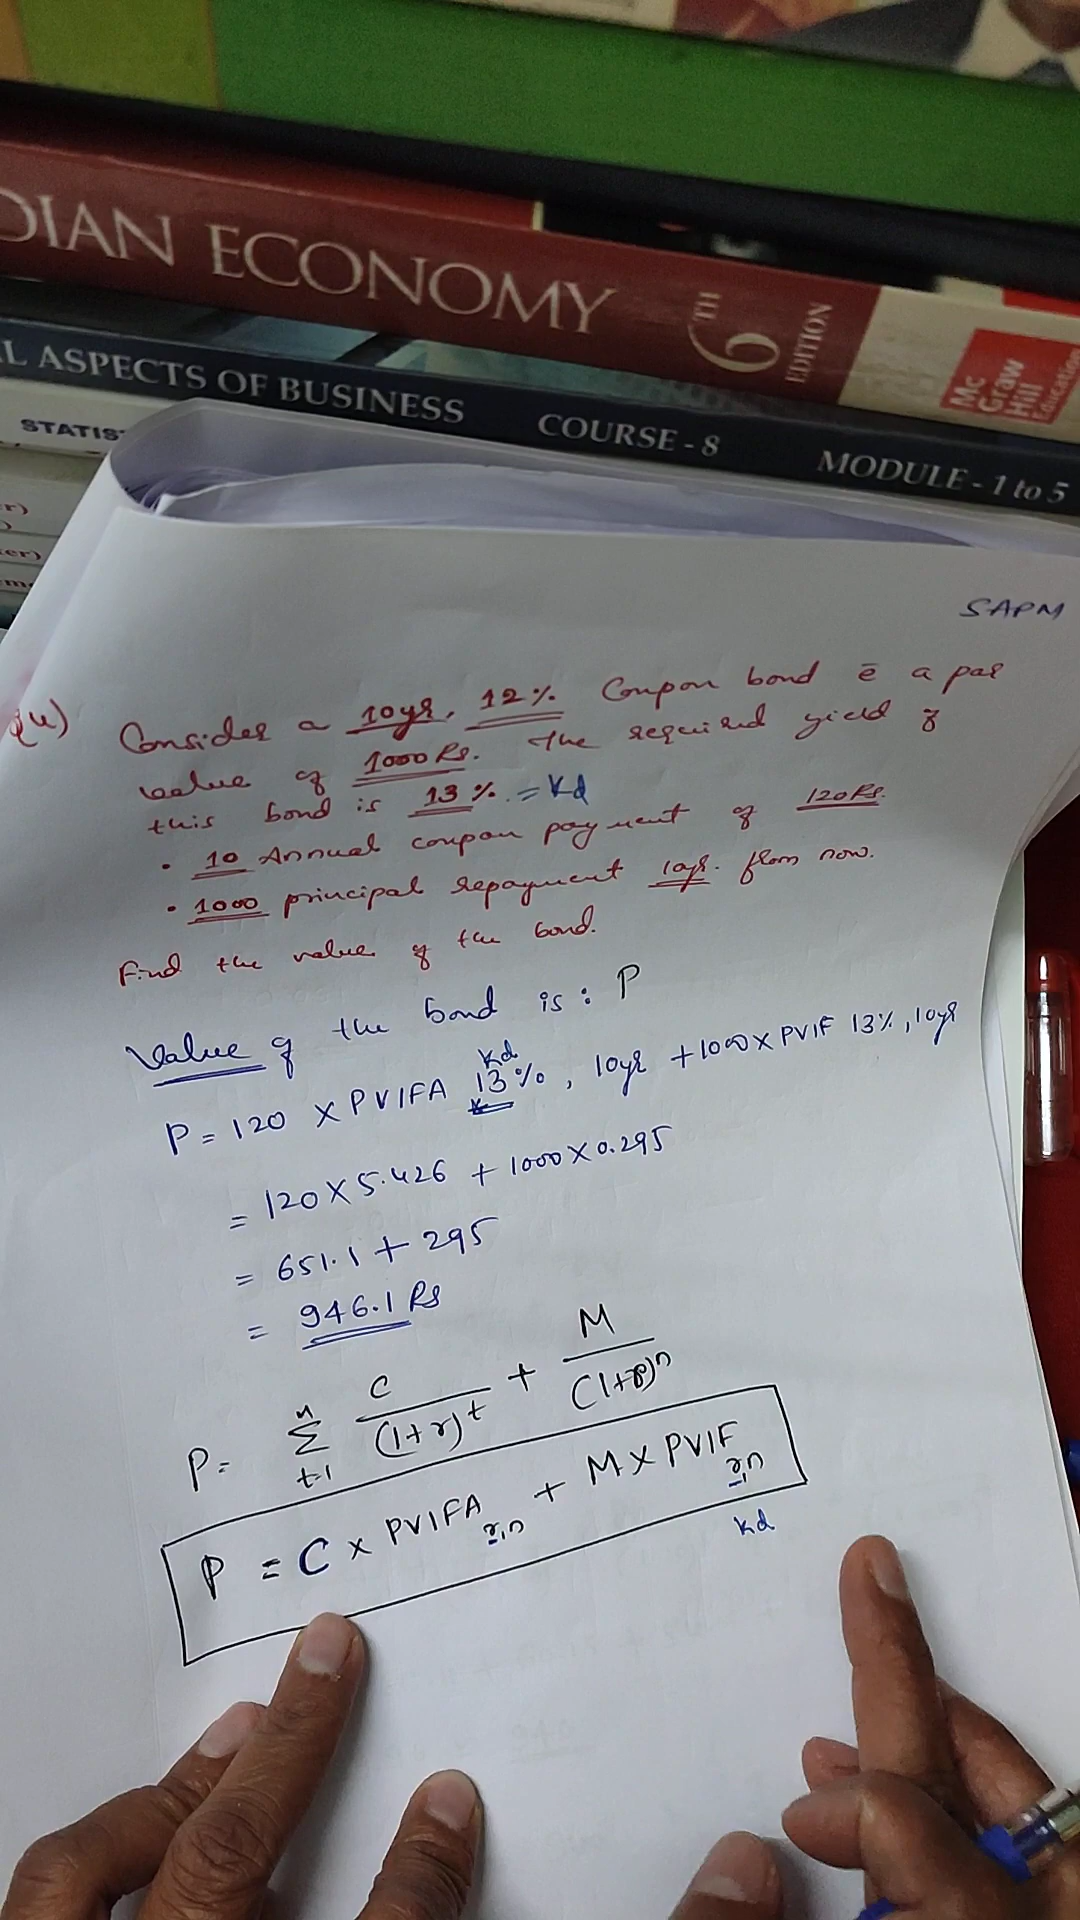 DIAN ECONOMY 6TH EDITION
Mc
Graw
Hill
Education
L ASPECTS OF BUSINESS COURSE - 8 MODULE - 1 to 5
STATIS
SAPM
Consider a 10yr, 12% Coupon bond c̄ a par
value of 1000 Rs. The required yield of
this bond is 13%. = Kd
• 10 Annual coupon payment of 120 Rs.
• 1000 principal repayment 10yr. from now.
Find the value of the bond.
Value of the bond is : P
Kd
P = 120 X PVIFA 13%, 10yr + 1000 X PVIF 13%, 10yr
= 120 X 5.426 + 1000 X 0.295
= 651.1 + 295
= 946.1 Rs
P = n Σ t=1 C/(1+r)^t + M/(1+r)^n
P = C x PVIFA r,n + M X PVIF r,n
kd